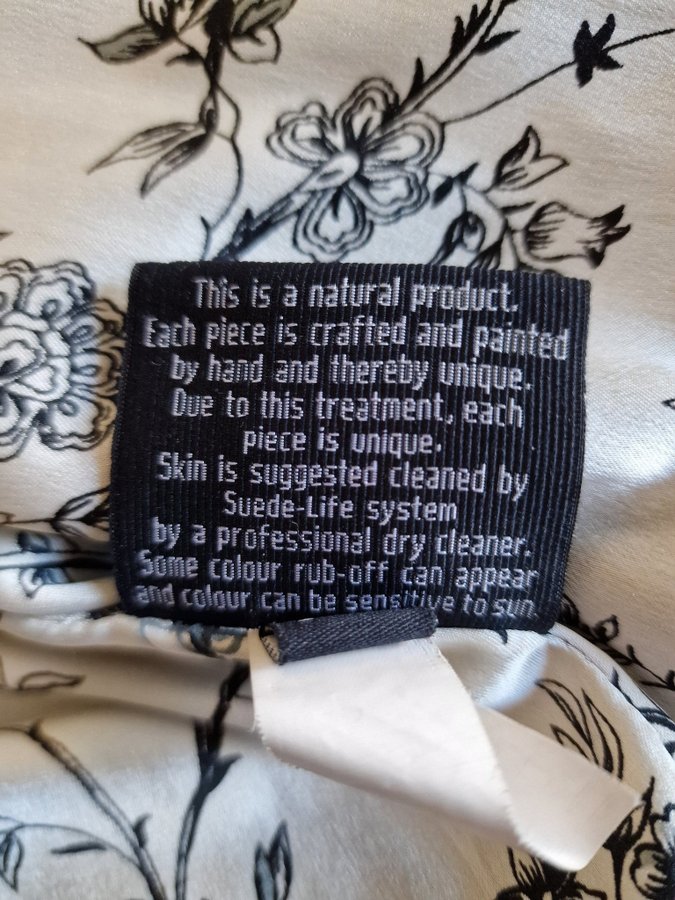 This is a natural product.
Each piece is crafted and painted
by hand and thereby unique.
Due to this treatment, each
piece is unique.
Skin is suggested cleaned by
Suede-Life system
by a professional dry cleaner.
Some colour rub-off can appear
and colour can be sensitive to sun.